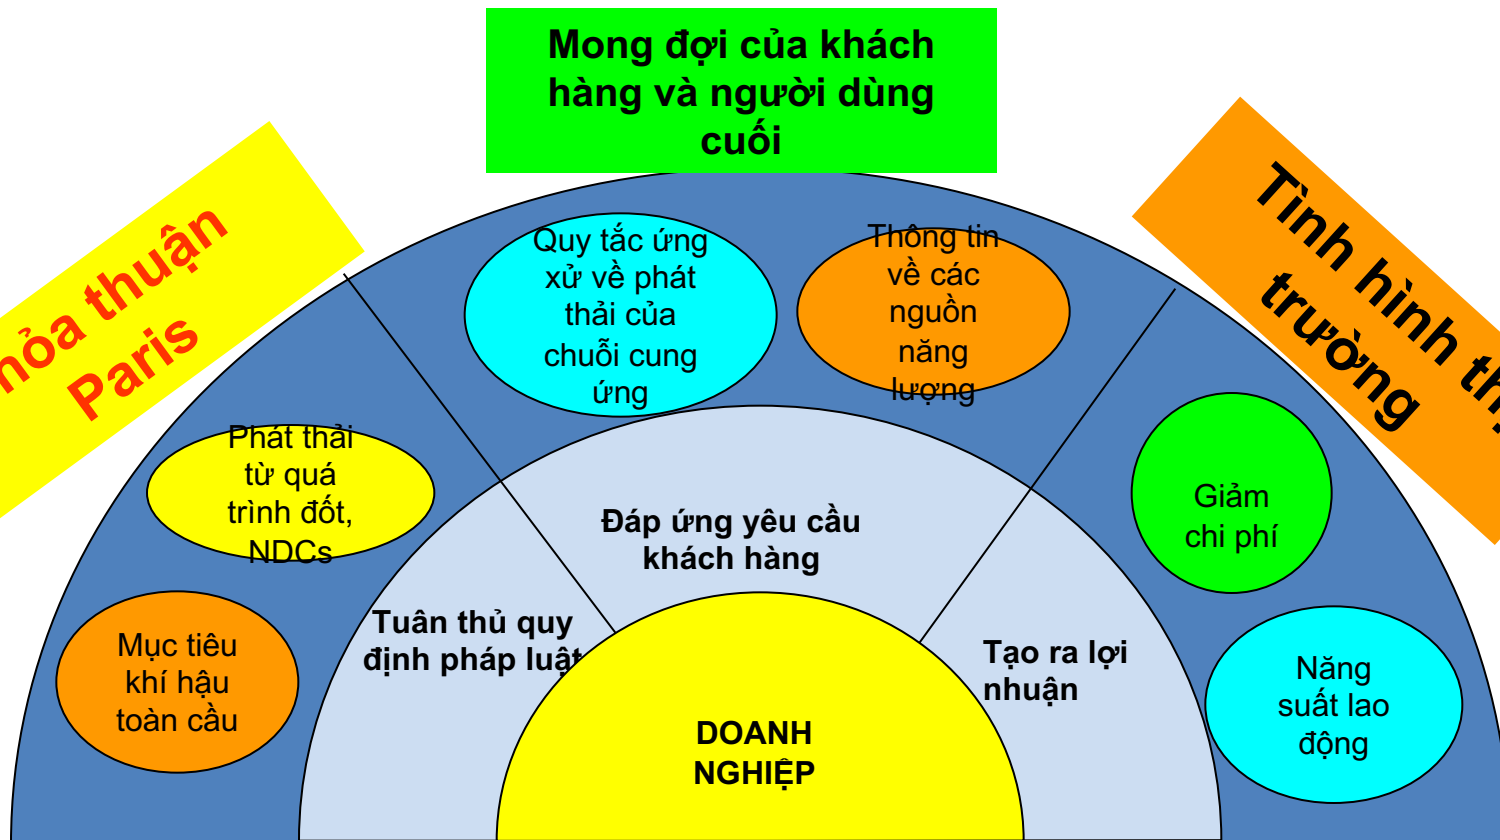 Mong đợi của khách
hàng và người dùng
cuối
thuận
Paris
Tình hình
trường
Quy tắc ứng
xử về phát
thải của
chuỗi cung
ứng
Thông tin
về các
nguồn
năng
lượng
Phát thải
từ quá
trình đốt,
NDCs
Mục tiêu
khí hậu
toàn cầu
Giảm
chi phí
Năng
suất lao
động
Đáp ứng yêu cầu
khách hàng
Tuân thủ quy
định pháp luật
Tạo ra lợi
nhuận
DOANH
NGHIỆP